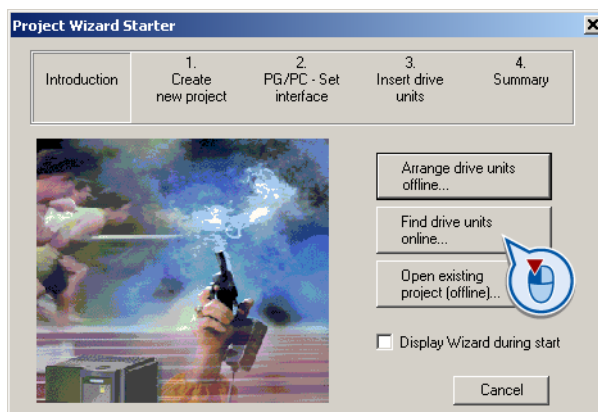 Project Wizard Starter
Introduction
1.
Create
new project
2.
PG/PC - Set
interface
3.
Insert drive
units
4.
Summary
Arrange drive units
offline...
Find drive units
online...
Open existing
project (offline)...
Display Wizard during start
Cancel